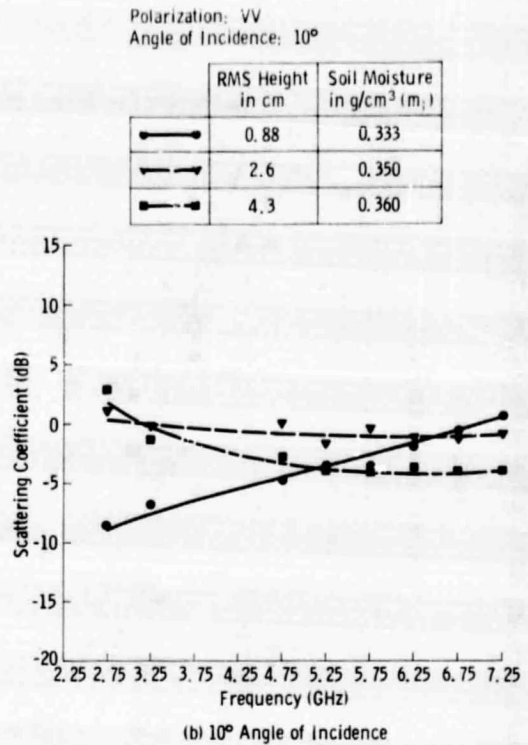 Polarization: VV
Angle of Incidence: 10°
RMS Height in cm
Soil Moisture in g/cm³ (m₁)
0.88
0.333
2.6
0.350
4.3
0.360
15
10
5
0
-5
-10
-15
-20
Scattering Coefficient (dB)
2.25 2.75 3.25 3.75 4.25 4.75 5.25 5.75 6.25 6.75 7.25
Frequency (GHz)
(b) 10° Angle of Incidence